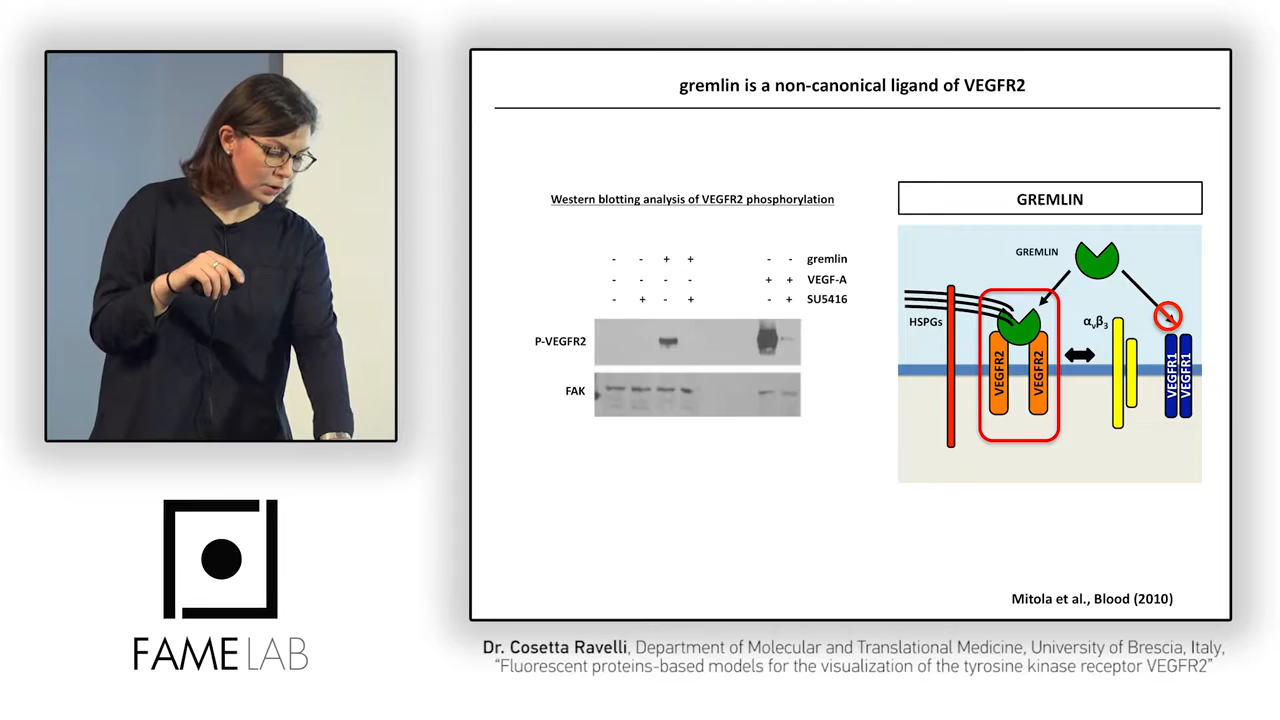 gremlin is a non-canonical ligand of VEGFR2
Western blotting analysis of VEGFR2 phosphorylation
- - + + - - gremlin
- - - - + + VEGF-A
- + - + - + SU5416
P-VEGFR2
FAK
GREMLIN
GREMLIN
HSPGs
αvβ3
VEGFR2
VEGFR2
VEGFR1
VEGFR1
Mitola et al., Blood (2010)
FAMELAB
Dr. Cosetta Ravelli, Department of Molecular and Translational Medicine, University of Brescia, Italy,
“Fluorescent proteins-based models for the visualization of the tyrosine kinase receptor VEGFR2”